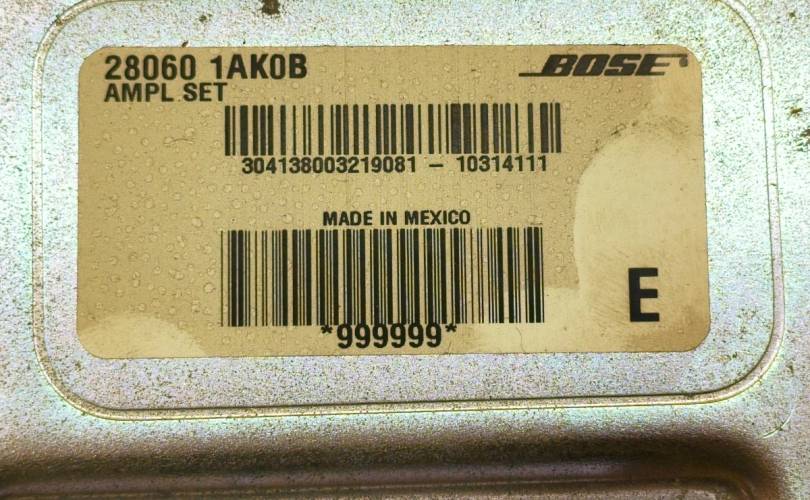 28060 1AK0B
BOSE
AMPL SET
304138003219081 - 10314111
MADE IN MEXICO
*999999*
E